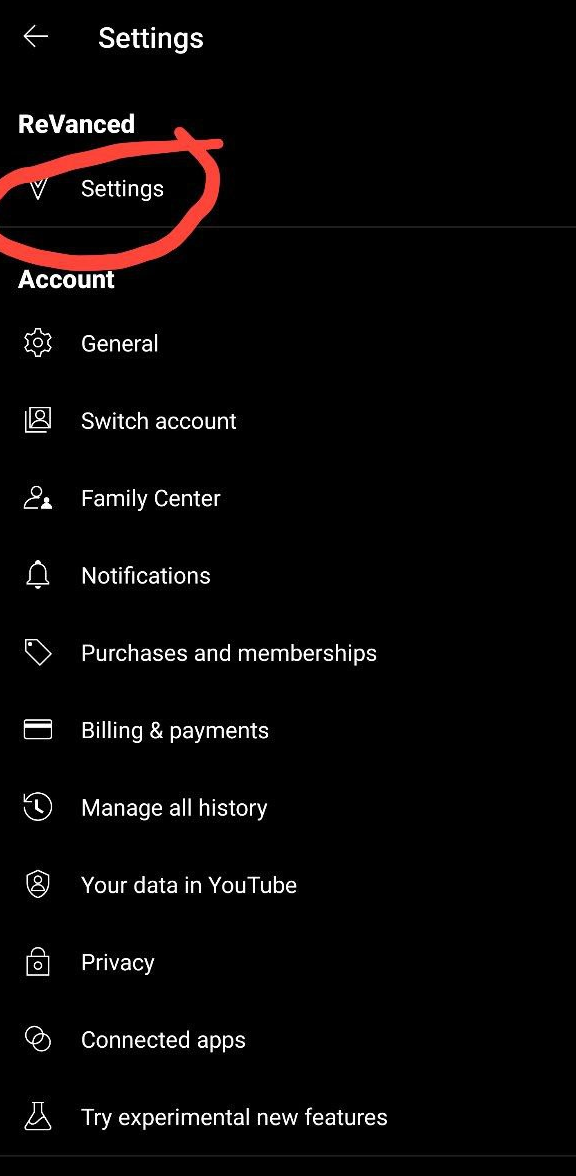 Settings
ReVanced
Settings
Account
General
Switch account
Family Center
Notifications
Purchases and memberships
Billing & payments
Manage all history
Your data in YouTube
Privacy
Connected apps
Try experimental new features